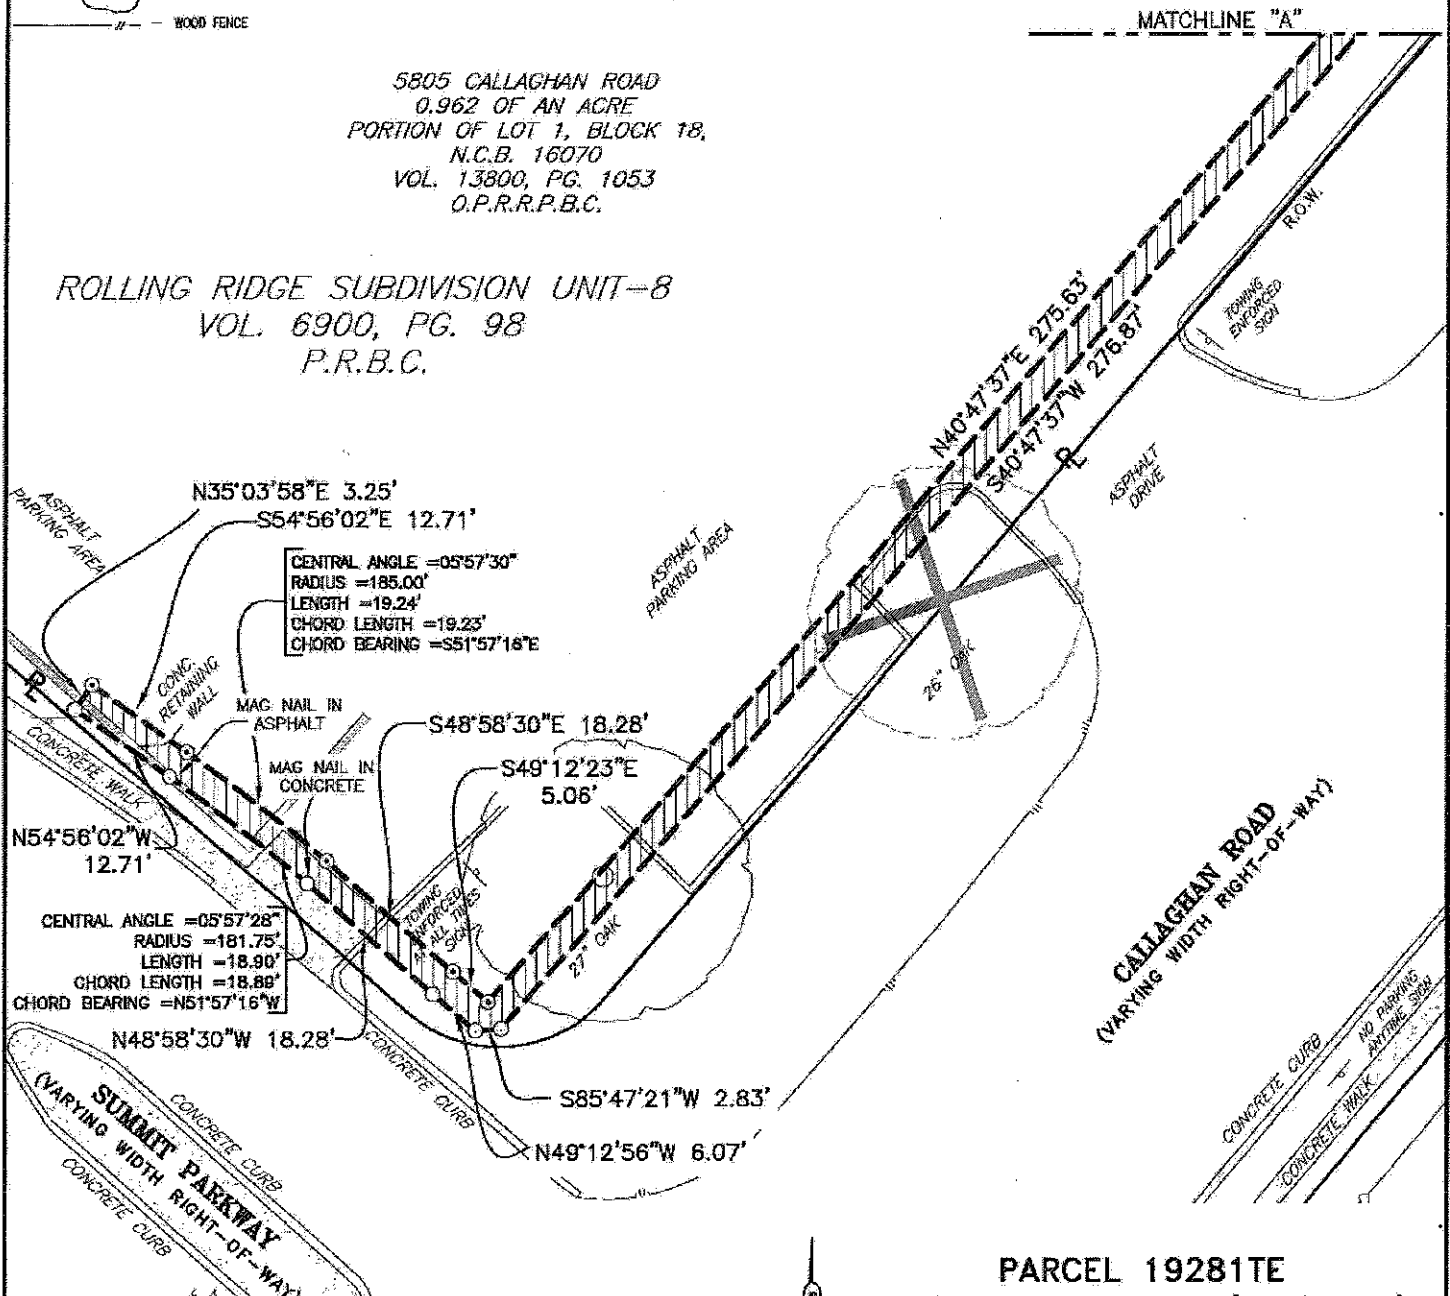 WOOD FENCE
MATCHLINE "A"
5805 CALLAGHAN ROAD
0.962 OF AN ACRE
PORTION OF LOT 1, BLOCK 18,
N.C.B. 16070
VOL. 13800, PG. 1053
O.P.R.R.P.B.C.
R.O.W.
ROLLING RIDGE SUBDIVISION UNIT-8
VOL. 6900, PG. 98
P.R.B.C.
TOWING
ENFORCED
SIGN
N40°47'37"E 275.63'
S40°47'37"W 276.87'
PL
ASPHALT
DRIVE
ASPHALT
PARKING AREA
N35°03'58"E 3.25'
S54°56'02"E 12.71'
CENTRAL ANGLE =05°57'30"
RADIUS =185.00'
LENGTH =19.24'
CHORD LENGTH =19.23'
CHORD BEARING =S51°57'16"E
ASPHALT
PARKING AREA
26" OAK
PL
CONC.
RETAINING
WALL
MAG NAIL IN
ASPHALT
S48°58'30"E 18.28'
CONCRETE WALK
MAG NAIL IN
CONCRETE
S49°12'23"E
5.06'
N54°56'02"W
12.71'
TOWING
ENFORCED
ALL TIMES
SIGN
27" OAK
CENTRAL ANGLE =05°57'28"
RADIUS =181.75'
LENGTH =18.90'
CHORD LENGTH =18.89'
CHORD BEARING =N51°57'16"W
N48°58'30"W 18.28'
CONCRETE CURB
CALLAGHAN ROAD
(VARYING WIDTH RIGHT-OF-WAY)
S85°47'21"W 2.83'
N49°12'56"W 6.07'
NO PARKING
ANYTIME SIGN
CONCRETE CURB
CONCRETE WALK
CONCRETE CURB
SUMMIT PARKWAY
(VARYING WIDTH RIGHT-OF-WAY)
CONCRETE CURB
PARCEL 19281TE